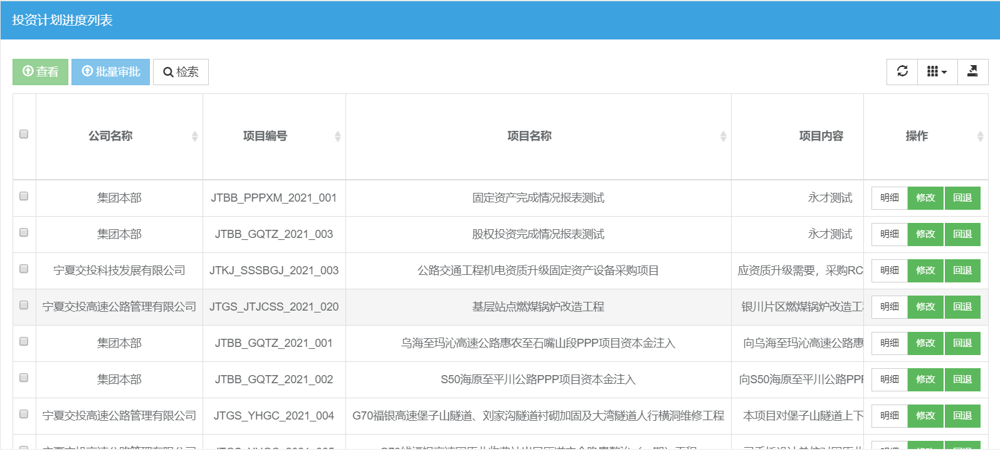 投资计划进度列表
查看 批量审批 检索
公司名称 项目编号 项目名称 项目内容 操作
集团本部 JTBB_PPPXM_2021_001 固定资产完成情况报表测试 永才测试 明细 修改 回退
集团本部 JTBB_GQTZ_2021_003 股权投资完成情况报表测试 永才测试 明细 修改 回退
宁夏交投科技发展有限公司 JTKJ_SSSBGJ_2021_003 公路交通工程机电资质升级固定资产设备采购项目 应资质升级需要，采购RC 明细 修改 回退
宁夏交投高速公路管理有限公司 JTGS_JTJCSS_2021_020 基层站点燃煤锅炉改造工程 银川片区燃煤锅炉改造工 明细 修改 回退
集团本部 JTBB_GQTZ_2021_001 乌海至玛沁高速公路惠农至石嘴山段PPP项目资本金注入 向乌海至玛沁高速公路惠 明细 修改 回退
集团本部 JTBB_GQTZ_2021_002 S50海原至平川公路PPP项目资本金注入 向S50海原至平川公路PPP 明细 修改 回退
宁夏交投高速公路管理有限公司 JTGS_YHGC_2021_004 G70福银高速堡子山隧道、刘家沟隧道衬砌加固及大湾隧道人行横洞维修工程 本项目对堡子山隧道上下 明细 修改 回退